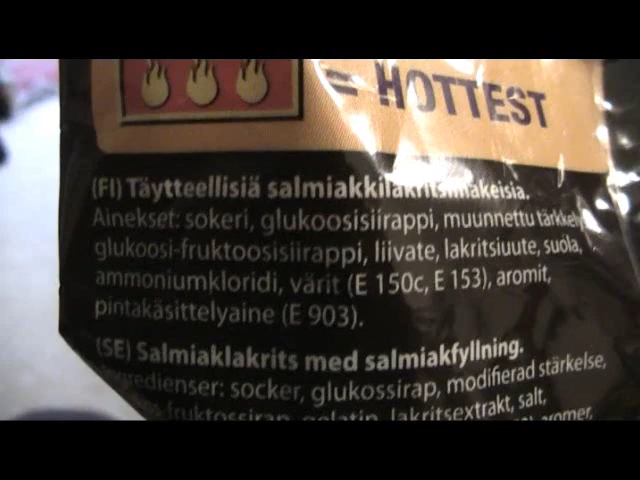 = HOTTEST
(FI) Täytteellisiä salmiakkilakritsimakeisia.
Ainekset: sokeri, glukoosisiirappi, muunnettu
glukoosi-fruktoosisiirappi, liivate, lakritsiuute, suola,
ammoniumkloridi, värit (E 150c, E 153), aromit,
pintakäsittelyaine (E 903).
(SE) Salmiaklakrits med salmiakfyllning.
socker, glukossirap, modifierad stärkelse,
gelatin, lakritsextrakt, salt,